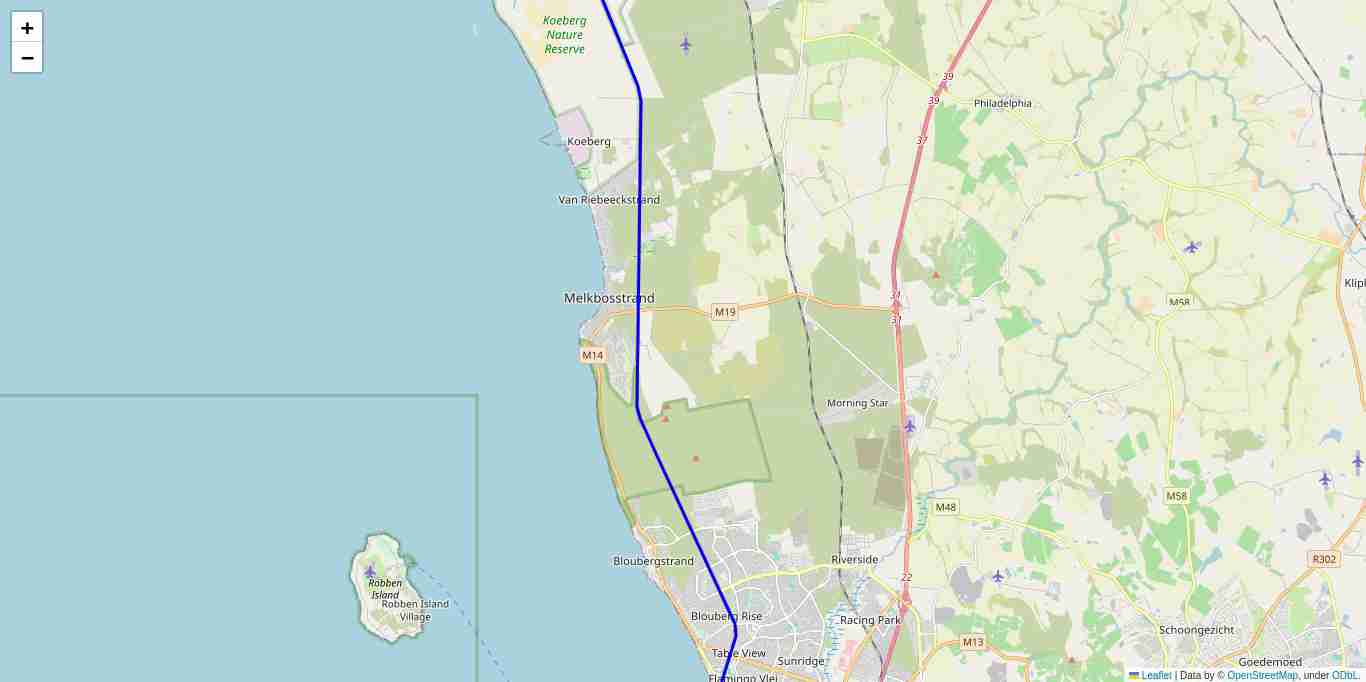 +
−
Koeberg
Nature
Reserve
39
39
Philadelphia
37
Koeberg
Van Riebeeckstrand
Melkbosstrand
M19
31
31
M58
Klipl
M14
Morning Star
M58
M48
Bloubergstrand
Riverside
R302
22
Robben
Island
Robben Island
Village
Blouberg Rise
Racing Park
Schoongezicht
M13
Table View
Sunridge
Goedemoed
Flamingo Vlei
Leaflet | Data by © OpenStreetMap, under ODbL.